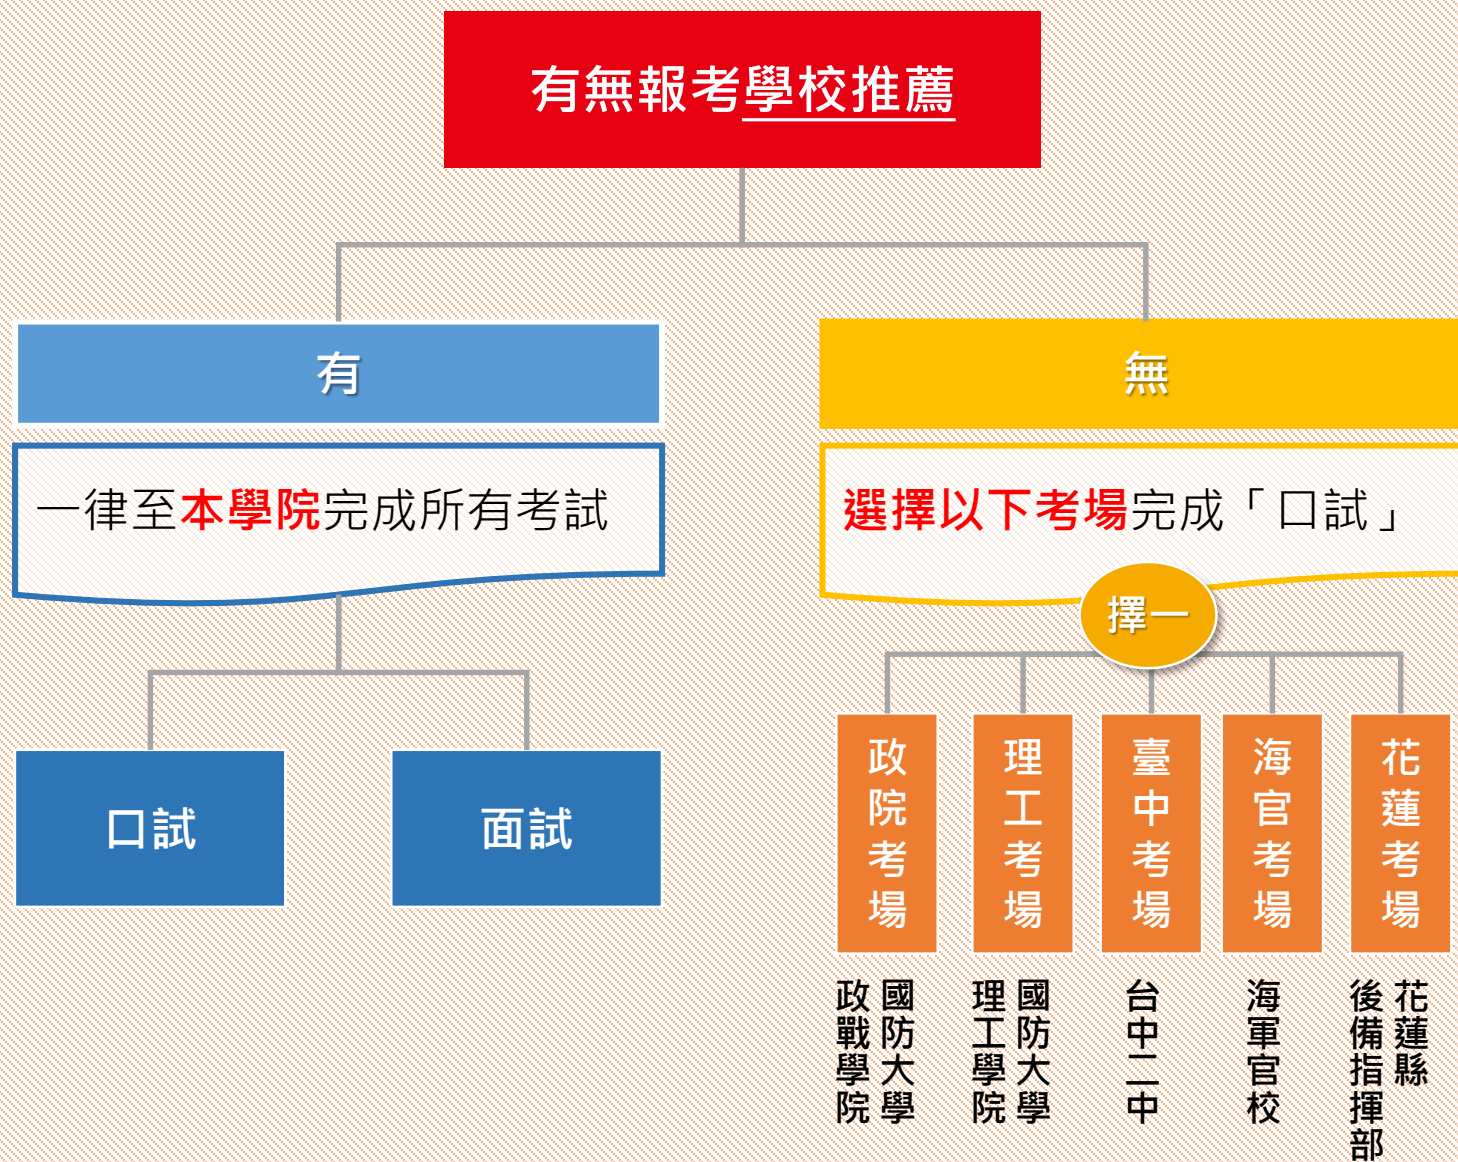 有無報考學校推薦
有
無
一律至本學院完成所有考試
選擇以下考場完成「口試」
擇一
口試
面試
政院考場
理工考場
臺中考場
海官考場
花蓮考場
國防大學
政戰學院
國防大學
理工學院
台中二中
海軍官校
花蓮縣
後備指揮部